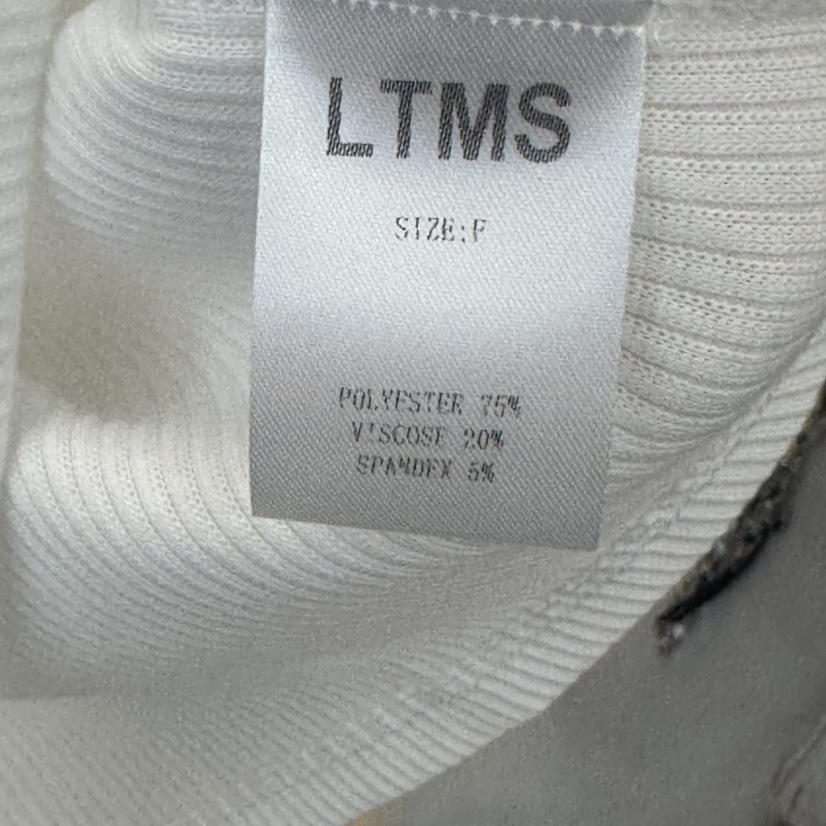 LTMS
SIZE:F
POLYESTER 75%
VISCOSE 20%
SPANDEX 5%